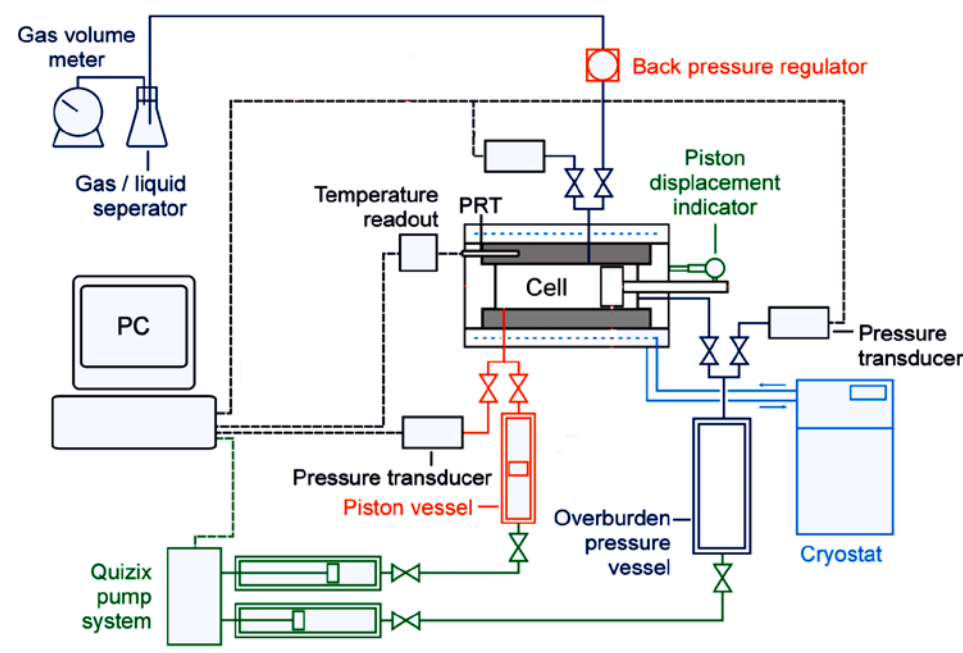 Gas volume
meter
Back pressure regulator
Gas / liquid
seperator
Piston
displacement
indicator
Temperature
readout
PRT
Cell
PC
Pressure
transducer
Pressure transducer
Piston vessel
Overburden
pressure
vessel
Cryostat
Quizix
pump
system